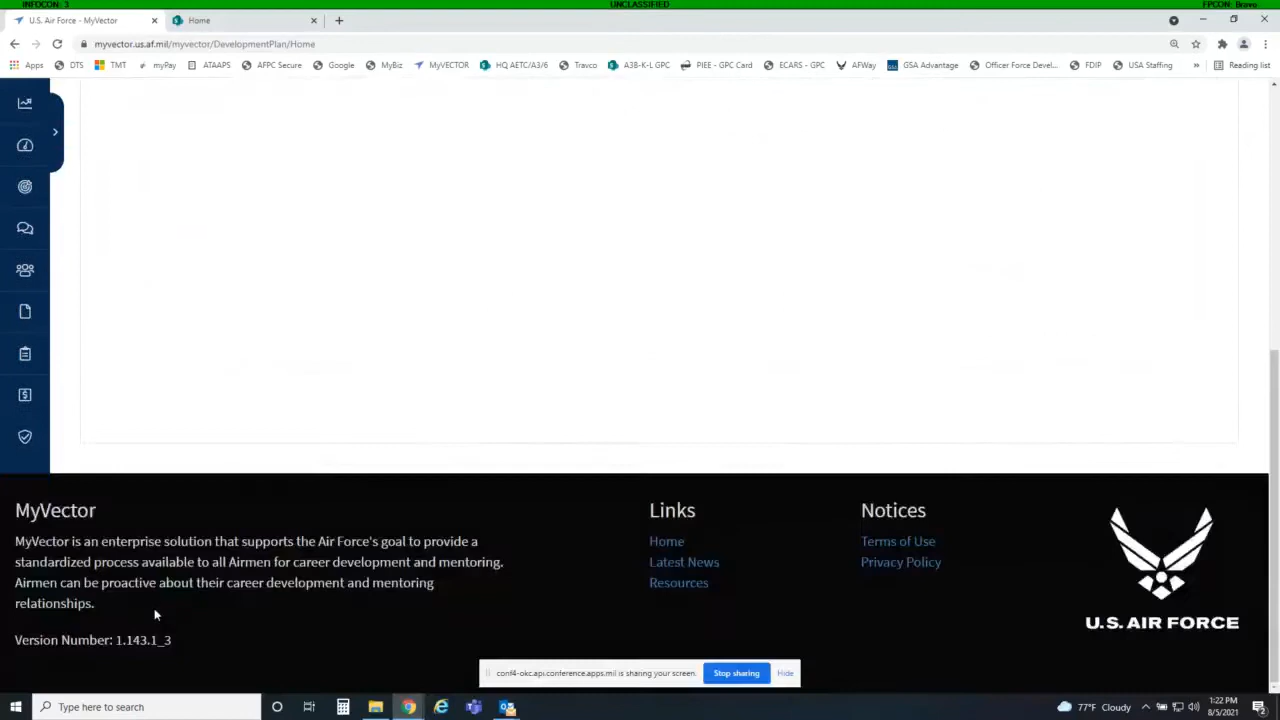 INFOCON: 3 UNCLASSIFIED FPCON: Bravo
U.S. Air Force - MyVector Home
myvector.us.af.mil/myvector/DevelopmentPlan/Home
Apps DTS TMT myPay ATAAPS AFPC Secure Google MyBiz MyVECTOR HQ AETC/A3/6 Travco A3B-K-L GPC PIEE - GPC Card ECARS - GPC AFWay GSA Advantage Officer Force Devel... FDIP USA Staffing » Reading list
MyVector
MyVector is an enterprise solution that supports the Air Force's goal to provide a
standardized process available to all Airmen for career development and mentoring.
Airmen can be proactive about their career development and mentoring
relationships.
Version Number: 1.143.1_3
Links
Home
Latest News
Resources
Notices
Terms of Use
Privacy Policy
U.S. AIR FORCE
conf4-okc.api.conference.apps.mil is sharing your screen. Stop sharing Hide
Type here to search
77°F Cloudy
1:22 PM
8/5/2021
2